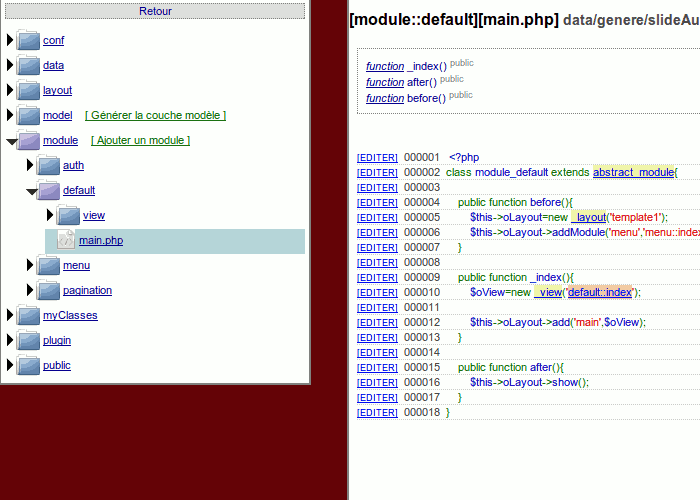 Retour
conf
data
layout
model [ Générer la couche modèle ]
module [ Ajouter un module ]
auth
default
view
main.php
menu
pagination
myClasses
plugin
public
[module::default][main.php] data/genere/slideAu
function _index() public
function after() public
function before() public
[EDITER] 000001 <?php
[EDITER] 000002 class module_default extends abstract_module{
[EDITER] 000003
[EDITER] 000004 public function before(){
[EDITER] 000005 $this->oLayout=new _layout('template1');
[EDITER] 000006 $this->oLayout->addModule('menu','menu::index
[EDITER] 000007 }
[EDITER] 000008
[EDITER] 000009 public function _index(){
[EDITER] 000010 $oView=new _view('default::index');
[EDITER] 000011
[EDITER] 000012 $this->oLayout->add('main',$oView);
[EDITER] 000013 }
[EDITER] 000014
[EDITER] 000015 public function after(){
[EDITER] 000016 $this->oLayout->show();
[EDITER] 000017 }
[EDITER] 000018 }